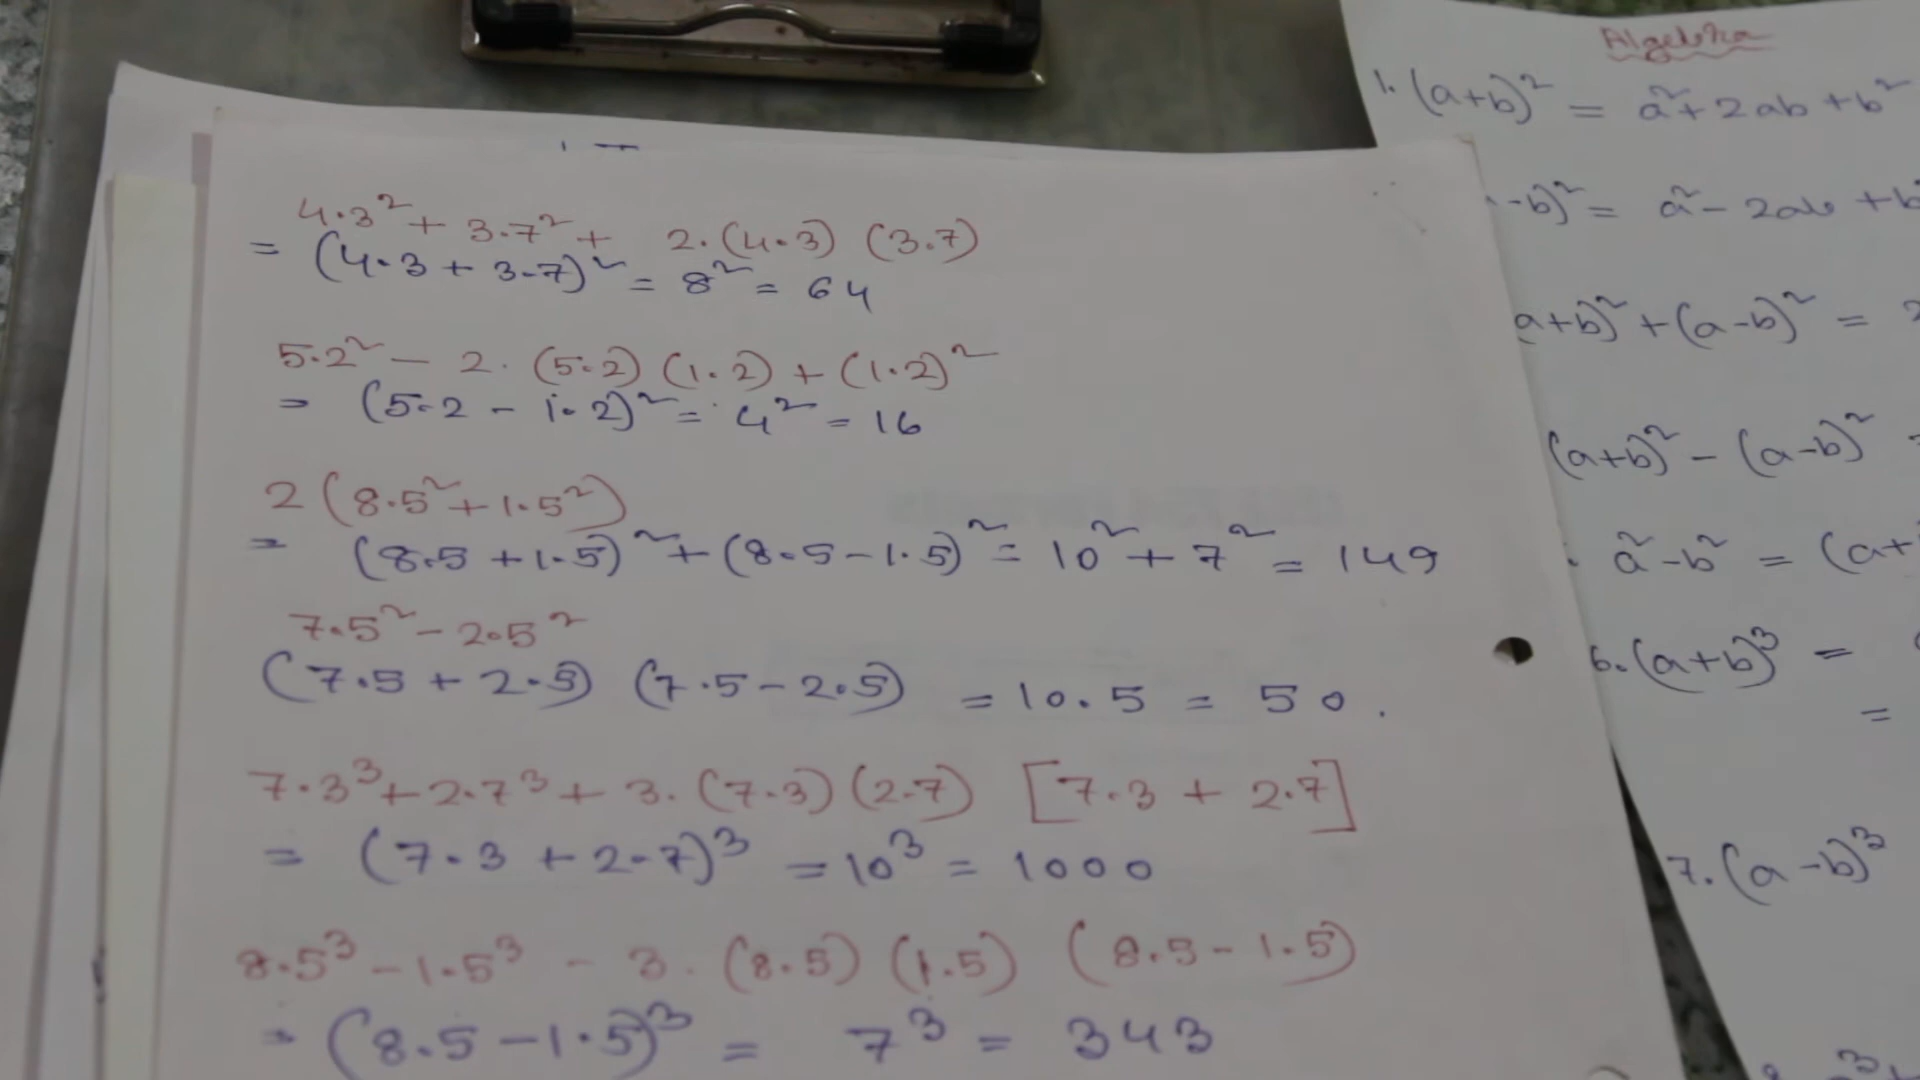 4.3² + 3.7² + 2.(4.3) (3.7)
= (4.3 + 3.7)² = 8² = 64
5.2² - 2. (5.2) (1.2) + (1.2)²
= (5.2 - 1.2)² = 4² = 16
2 (8.5² + 1.5²)
= (8.5 + 1.5)² + (8.5 - 1.5)² = 10² + 7² = 149
7.5² - 2.5²
(7.5 + 2.5) (7.5 - 2.5) = 10.5 = 50.
7.3³ + 2.7³ + 3. (7.3) (2.7) [7.3 + 2.7]
= (7.3 + 2.7)³ = 10³ = 1000
8.5³ - 1.5³ - 3. (8.5) (1.5) (8.5 - 1.5)
= (8.5 - 1.5)³ = 7³ = 343
Algebra
1. (a+b)² = a² + 2ab + b²
-b)² = a² - 2ab + b
a+b)² + (a-b)² =
(a+b)² - (a-b)²
a² - b² = (a+
6. (a+b)³ =
=
7. (a-b)³